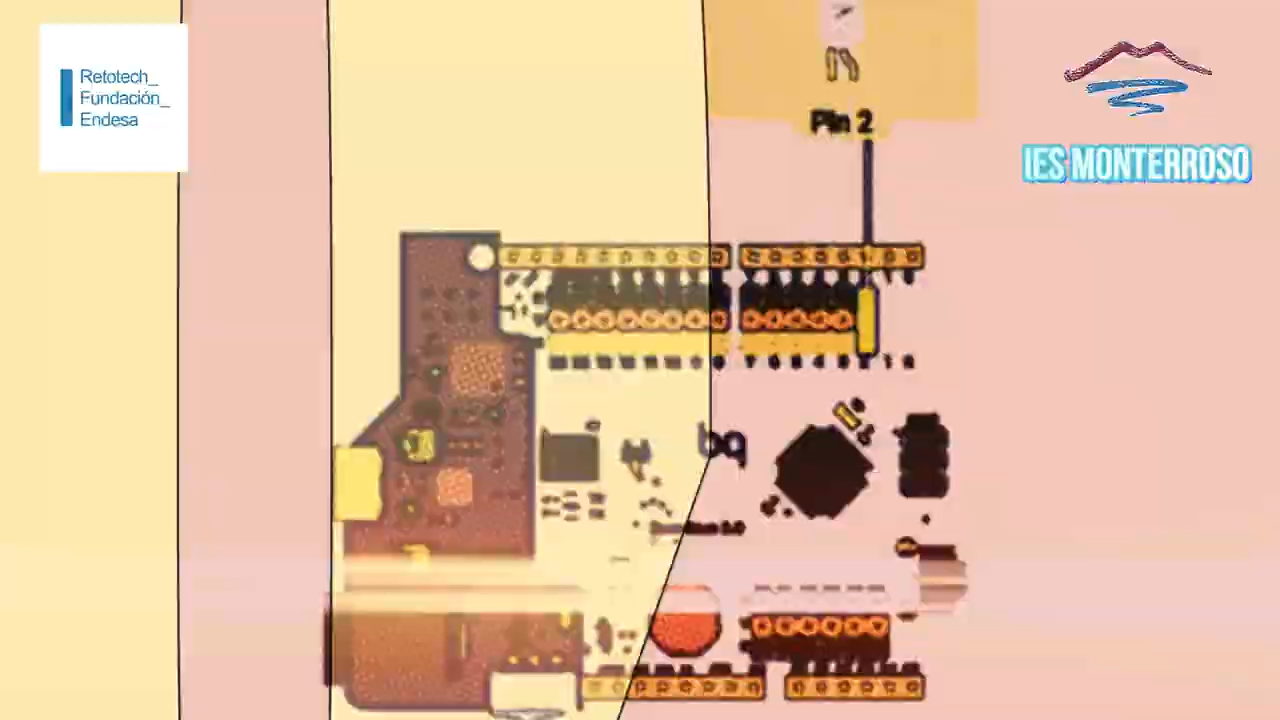 Retotech_
Fundación_
Endesa
IES MONTERROSO
Pin 2
bq